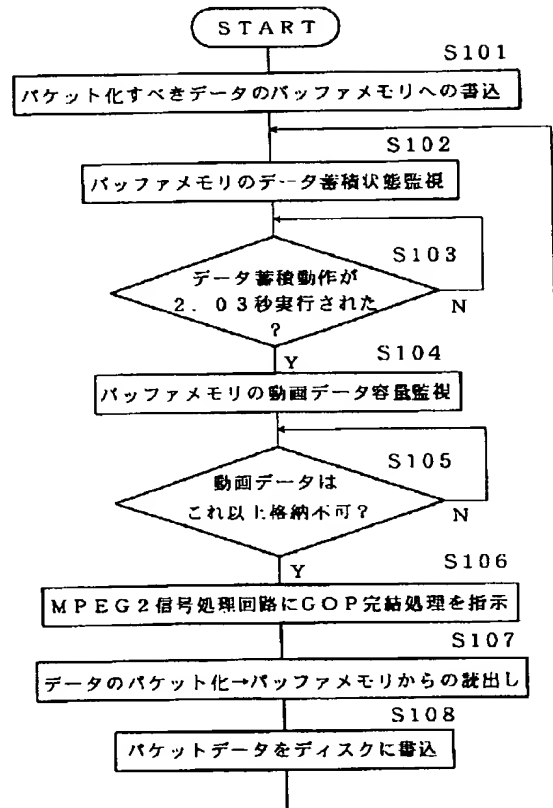 START
S101
パケット化すべきデータのバッファメモリへの書込
S102
バッファメモリのデータ蓄積状態監視
S103
データ蓄積動作が
2.03秒実行された
?
N
Y
S104
バッファメモリの動画データ容量監視
S105
動画データは
これ以上格納不可?
N
Y
S106
MPEG2信号処理回路にGOP完結処理を指示
S107
データのパケット化→バッファメモリからの読出し
S108
パケットデータをディスクに書込